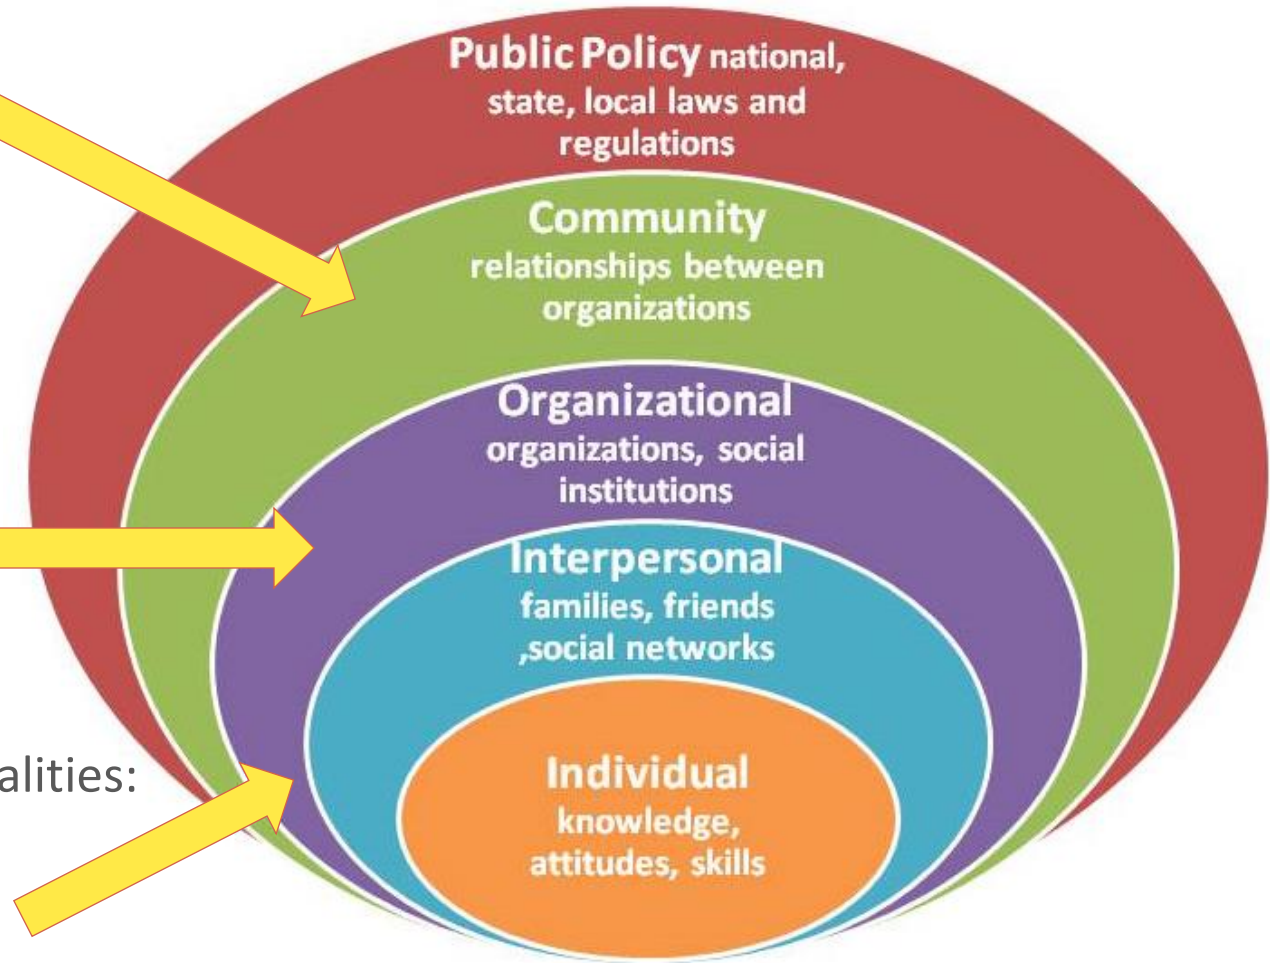 Public Policy national,
state, local laws and
regulations
Community
relationships between
organizations
Organizational
organizations, social
institutions
Interpersonal
families, friends
,social networks
Individual
knowledge,
attitudes, skills
alities: